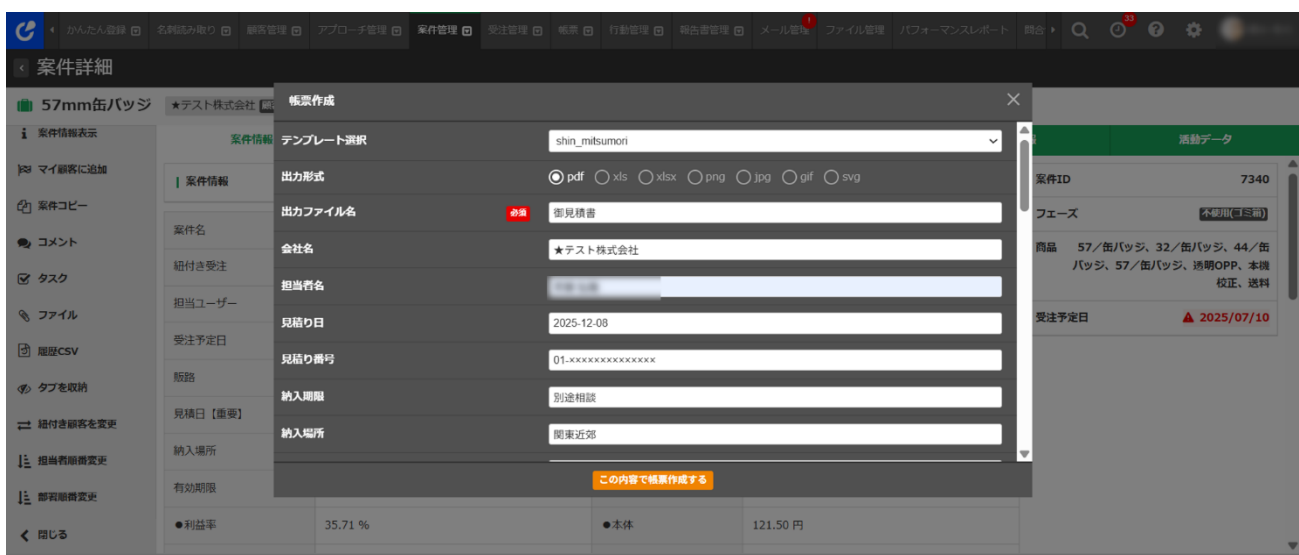 かんたん登録
名刺読み取り
顧客管理
アプローチ管理
案件管理
受注管理
帳票
行動管理
報告書管理
メール管理
!
ファイル管理
パフォーマンスレポート
問合
33
案件詳細
57mm缶バッジ
★テスト株式会社
案件情報表示
マイ顧客に追加
案件コピー
コメント
タスク
ファイル
履歴CSV
タブを収納
紐付き顧客を変更
担当者順番変更
部署順番変更
閉じる
案件情報
活動データ
案件情報
案件名
紐付き受注
担当ユーザー
受注予定日
販路
見積日【重要】
納入場所
有効期限
●利益率 35.71 % ●本体 121.50 円
帳票作成
テンプレート選択 shin_mitsumori
出力形式 pdf xls xlsx png jpg gif svg
出力ファイル名 必須 御見積書
会社名 ★テスト株式会社
担当者名
見積り日 2025-12-08
見積り番号 01-××××××××××××××
納入期限 別途相談
納入場所 関東近郊
この内容で帳票作成する
案件ID 7340
フェーズ 不使用(ゴミ箱)
商品 57/缶バッジ、32/缶バッジ、44/缶
バッジ、57/缶バッジ、透明OPP、本機
校正、送料
受注予定日 2025/07/10